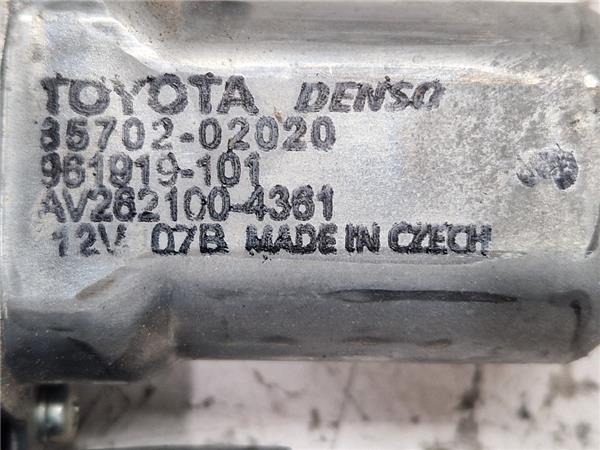 TOYOTA DENSO
85702-02020
961919-101
AV262100-4361
12V 07B MADE IN CZECH